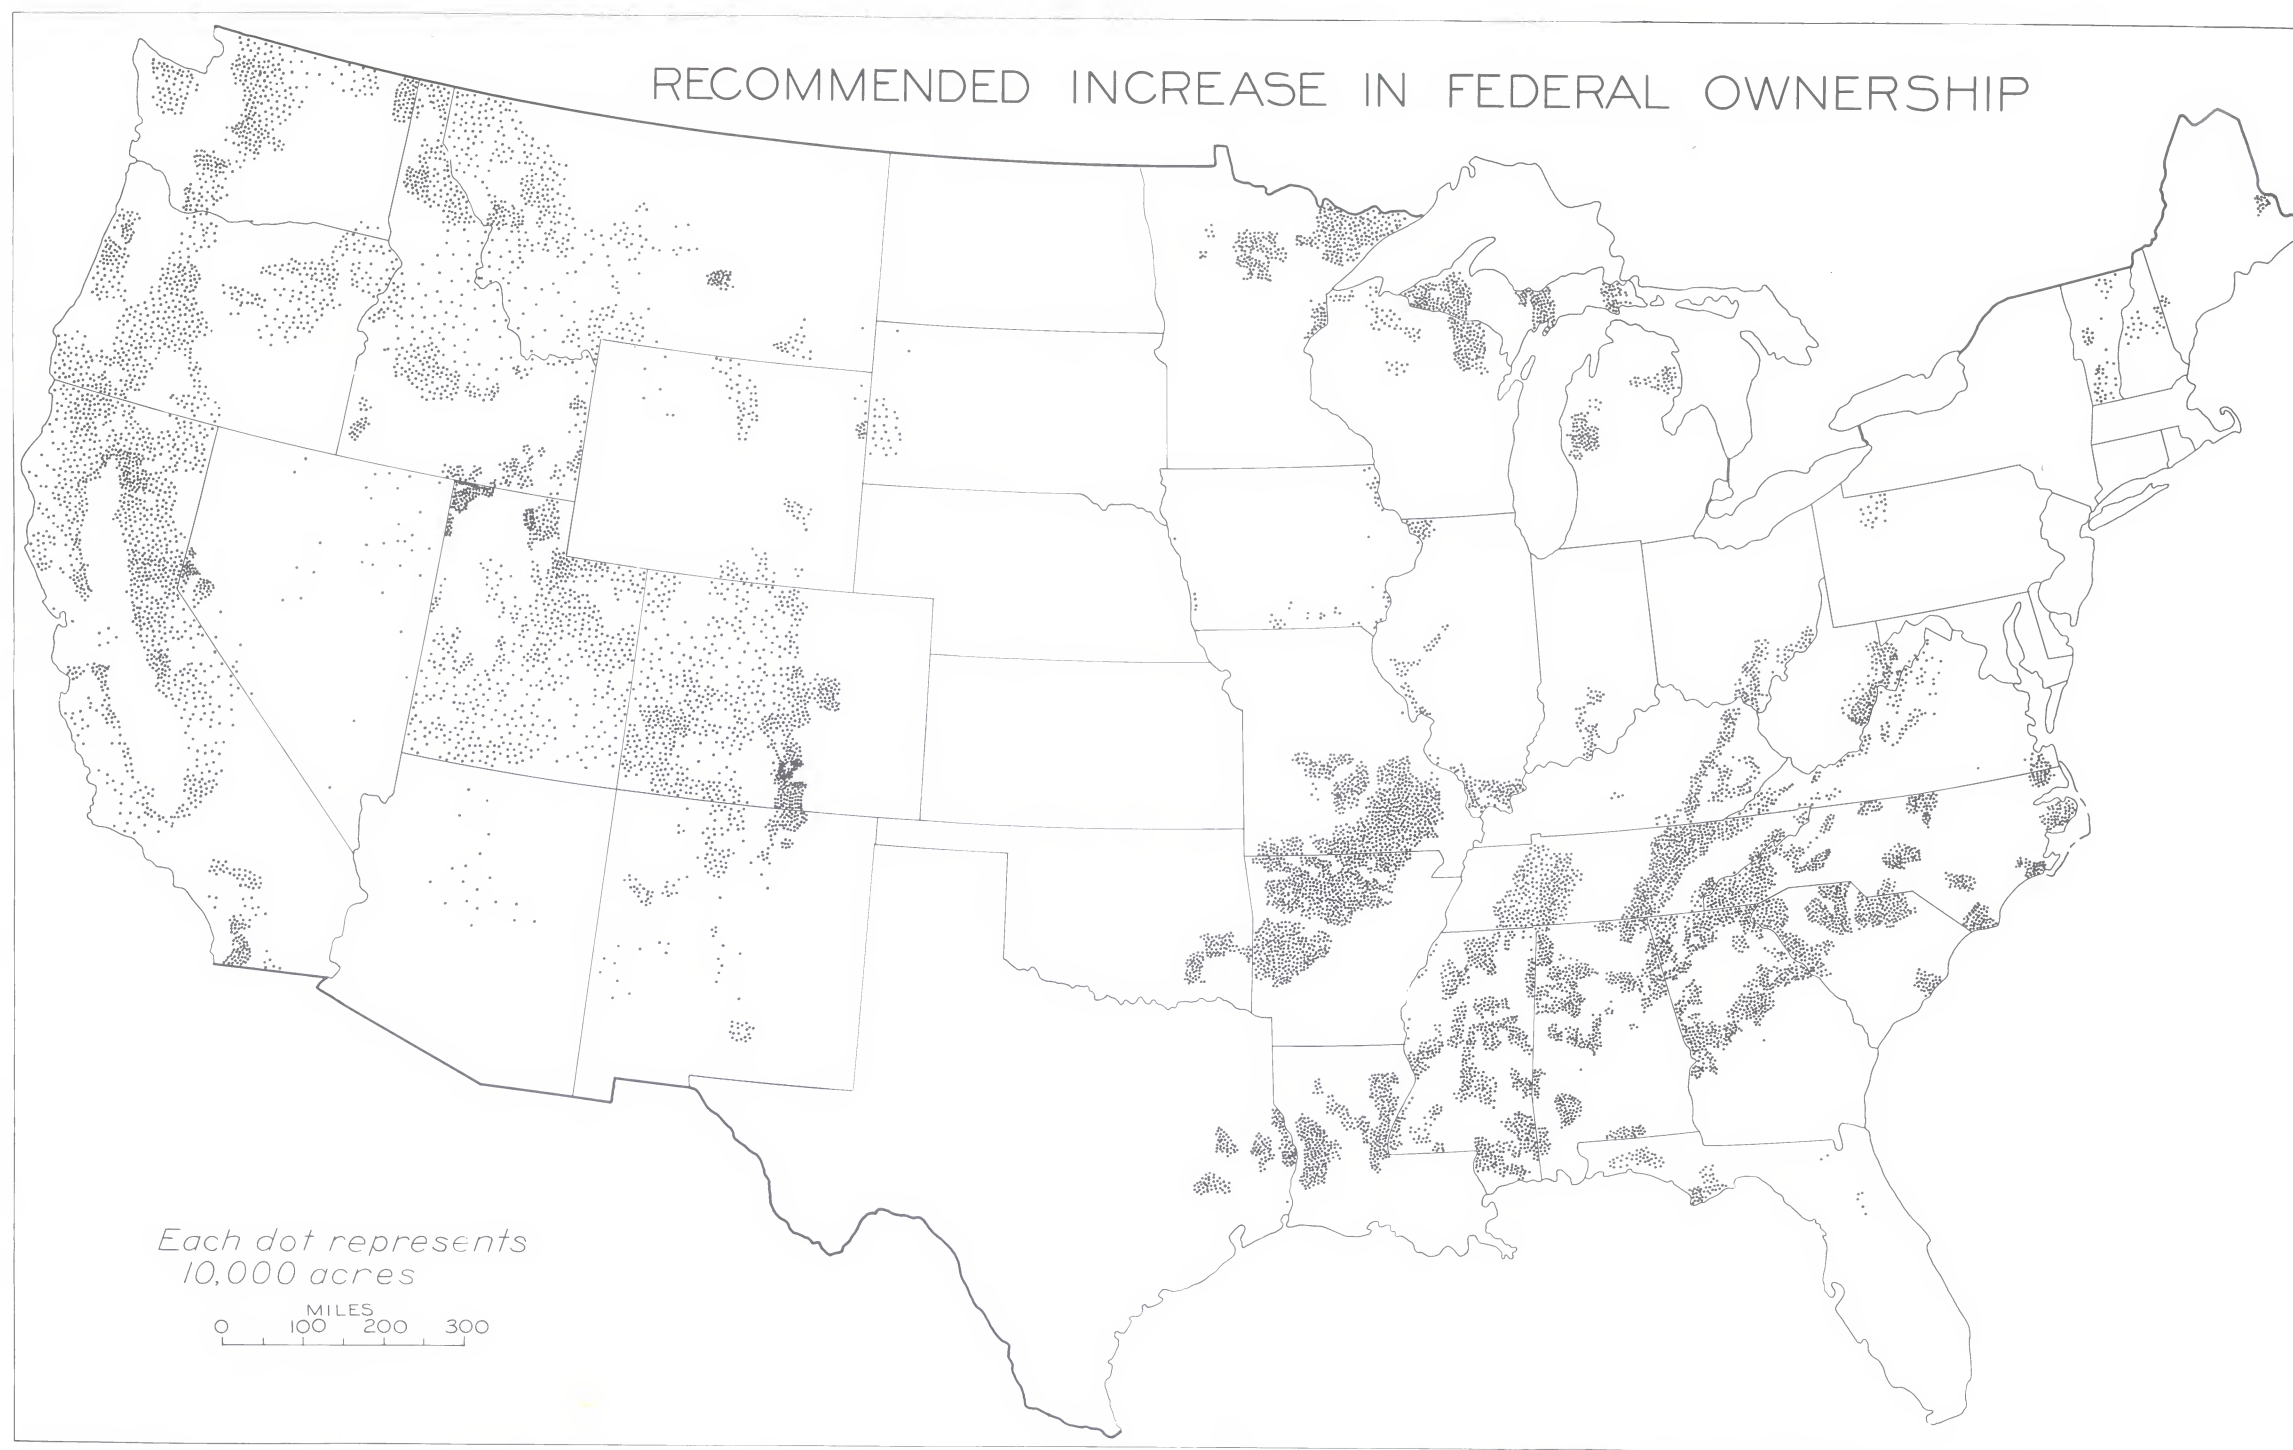 RECOMMENDED INCREASE IN FEDERAL OWNERSHIP
Each dot represents
10,000 acres
MILES
0 100 200 300